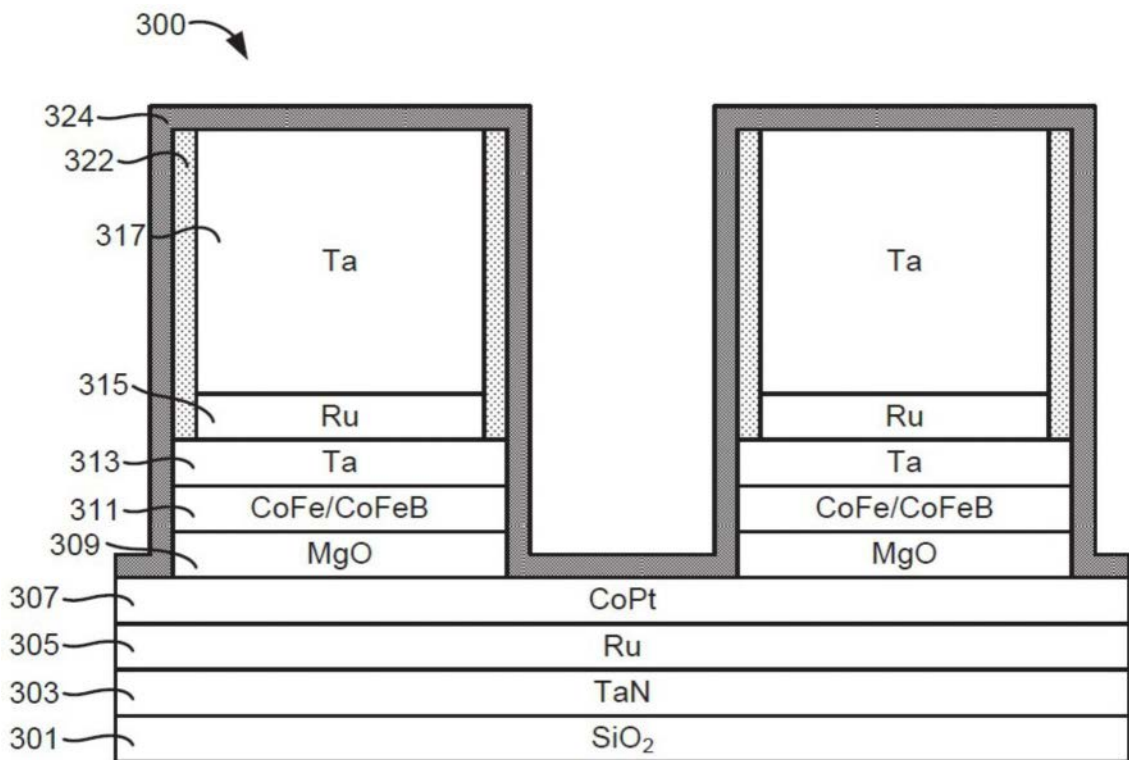 300
324
322
317 Ta Ta
315 Ru Ru
313 Ta Ta
311 CoFe/CoFeB CoFe/CoFeB
309 MgO MgO
307 CoPt
305 Ru
303 TaN
301 SiO₂